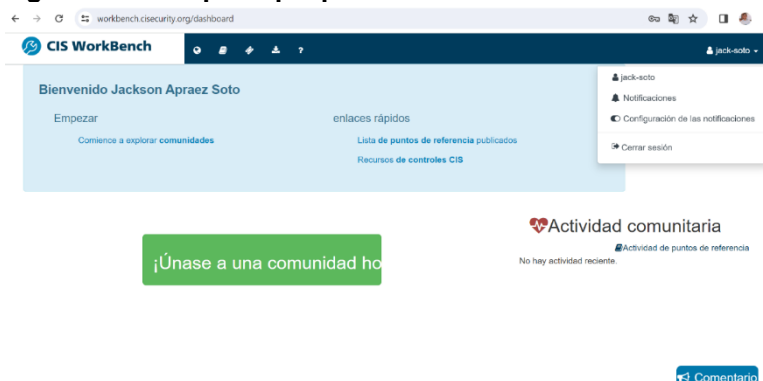 workbench.cisecurity.org/dashboard
CIS WorkBench
?
jack-soto
Bienvenido Jackson Apraez Soto
Empezar
Comience a explorar comunidades
enlaces rápidos
Lista de puntos de referencia publicados
Recursos de controles CIS
jack-soto
Notificaciones
Configuración de las notificaciones
Cerrar sesión
¡Únase a una comunidad ho
Actividad comunitaria
Actividad de puntos de referencia
No hay actividad reciente.
Comentario